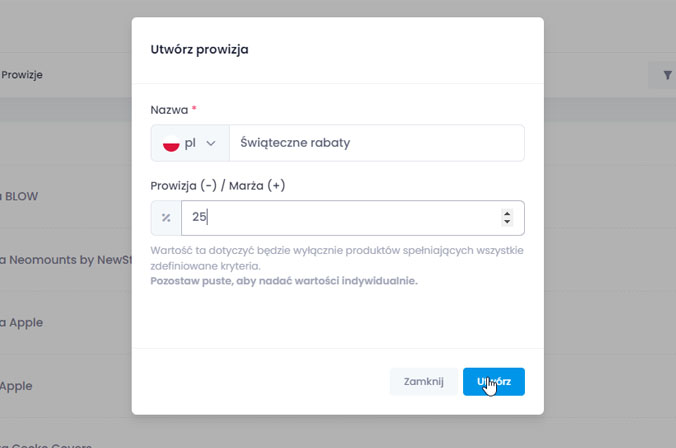 Utwórz prowizja
Prowizje
Nazwa *
pl
Świąteczne rabaty
a BLOW
Prowizja (-) / Marża (+)
% 25
Wartość ta dotyczyć będzie wyłącznie produktów spełniających wszystkie
zdefiniowane kryteria.
a Neomounts by NewSt
Pozostaw puste, aby nadać wartości indywidualnie.
a Apple
Apple
Zamknij
Utwórz